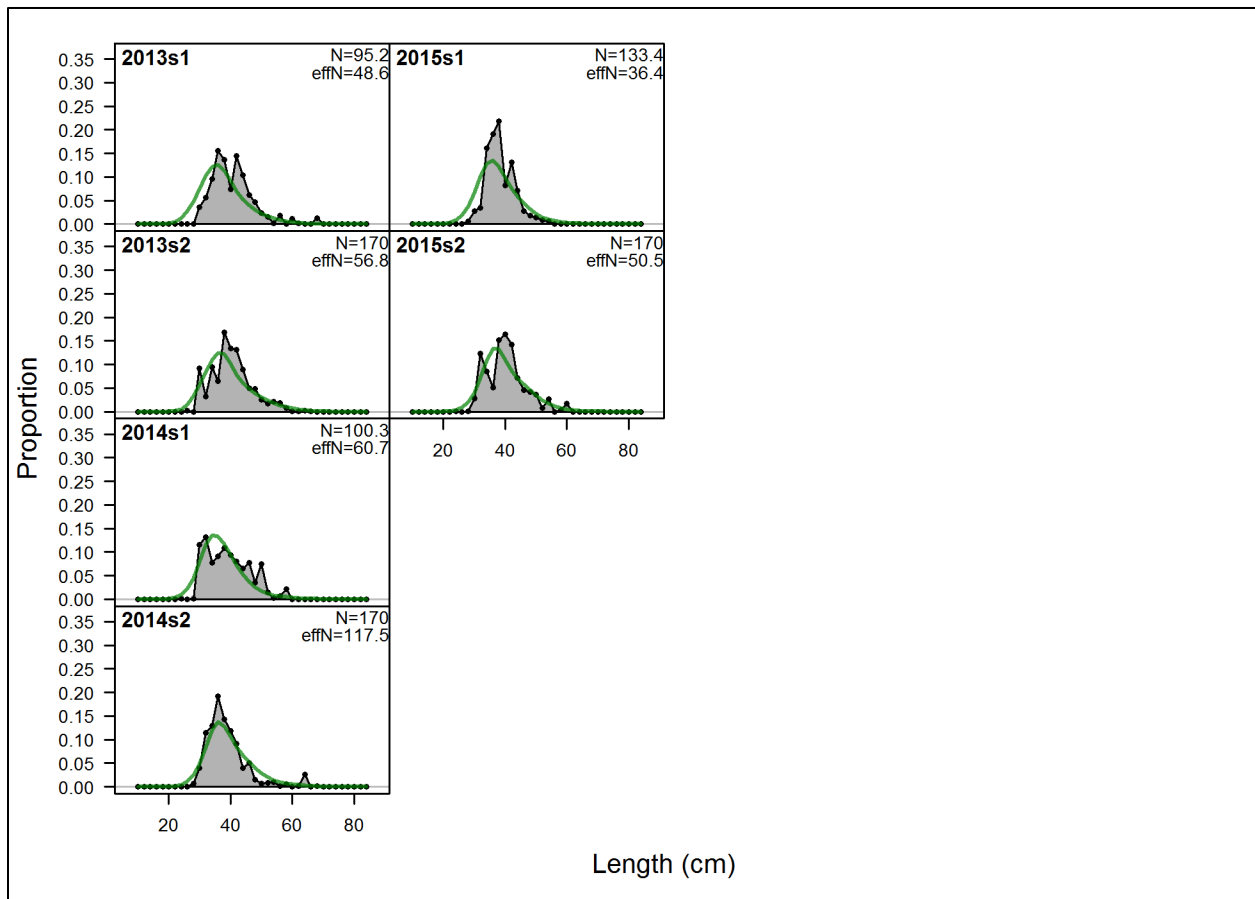 2013s1
N=95.2
effN=48.6
0.35
0.30
0.25
0.20
0.15
0.10
0.05
0.00
2015s1
N=133.4
effN=36.4
2013s2
N=170
effN=56.8
0.35
0.30
0.25
0.20
0.15
0.10
0.05
0.00
2015s2
N=170
effN=50.5
20 40 60 80
2014s1
N=100.3
effN=60.7
0.35
0.30
0.25
0.20
0.15
0.10
0.05
0.00
2014s2
N=170
effN=117.5
0.35
0.30
0.25
0.20
0.15
0.10
0.05
0.00
20 40 60 80
Proportion
Length (cm)